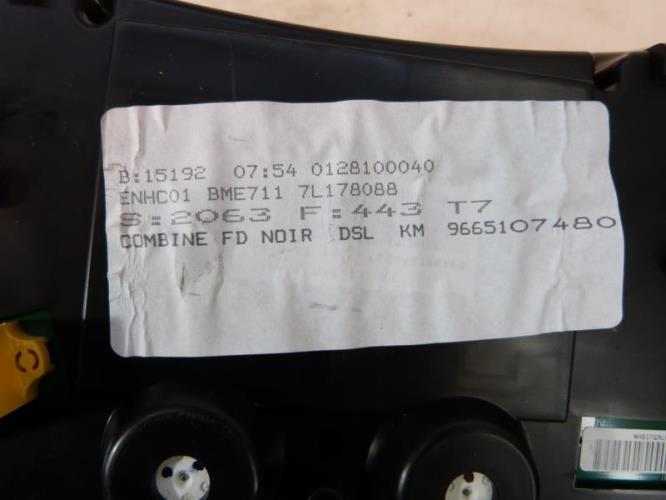 B:15192 07:54 0128100040
ENHC01 BME711 7L178088
S:2063 F:443 T7
COMBINE FD NOIR DSL KM 9665107480